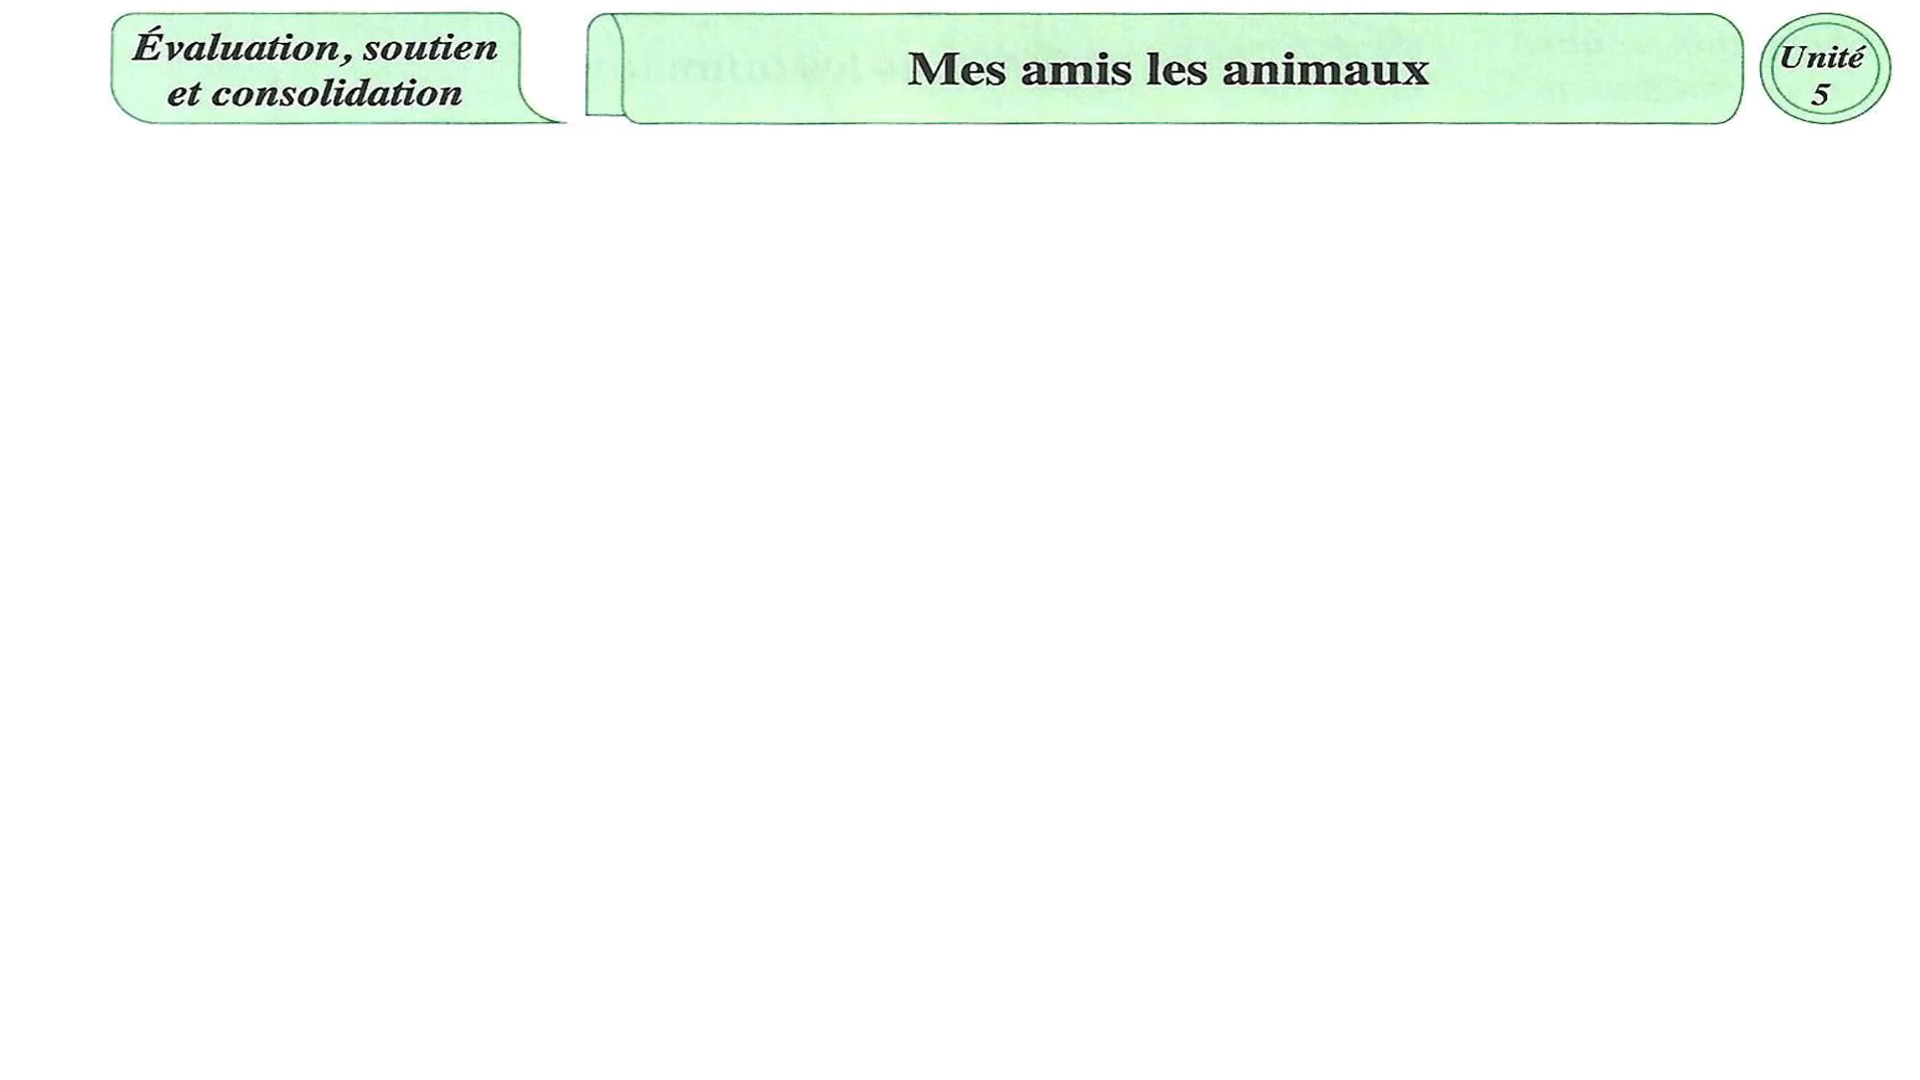 Évaluation, soutien
et consolidation
Mes amis les animaux
Unité
5